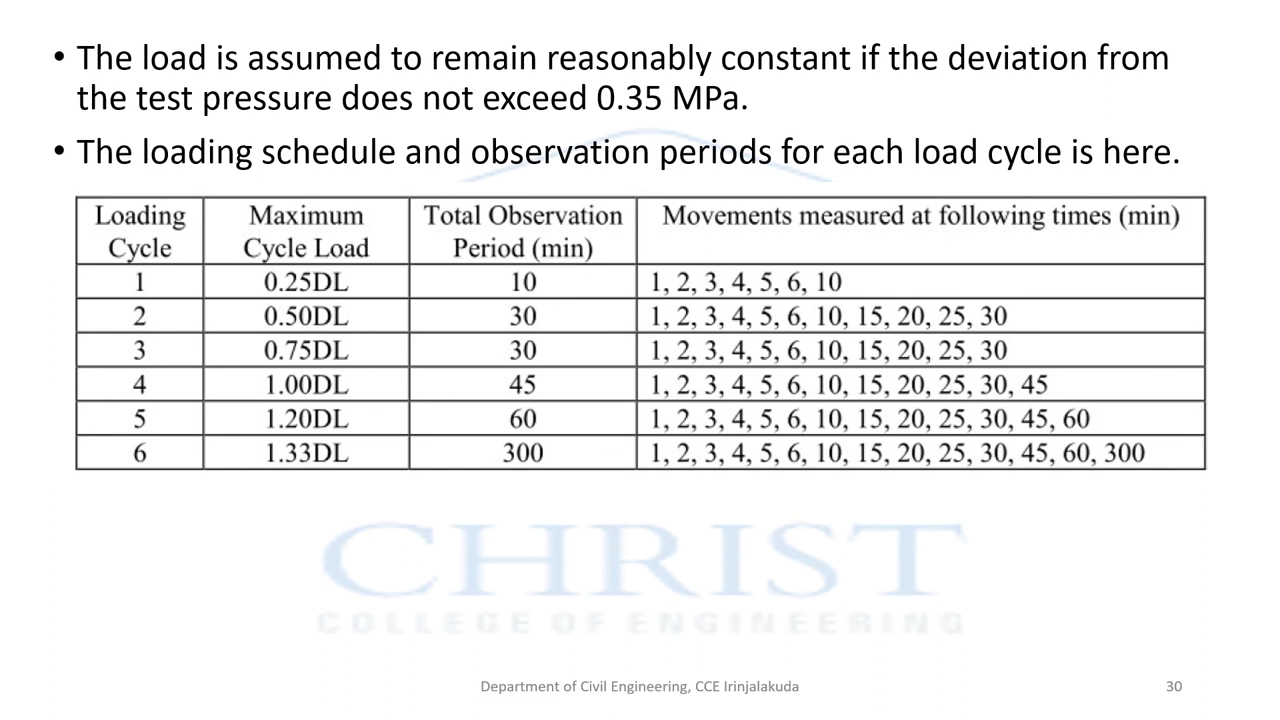 • The load is assumed to remain reasonably constant if the deviation from
the test pressure does not exceed 0.35 MPa.
• The loading schedule and observation periods for each load cycle is here.
Loading Cycle | Maximum Cycle Load | Total Observation Period (min) | Movements measured at following times (min)
1 | 0.25DL | 10 | 1, 2, 3, 4, 5, 6, 10
2 | 0.50DL | 30 | 1, 2, 3, 4, 5, 6, 10, 15, 20, 25, 30
3 | 0.75DL | 30 | 1, 2, 3, 4, 5, 6, 10, 15, 20, 25, 30
4 | 1.00DL | 45 | 1, 2, 3, 4, 5, 6, 10, 15, 20, 25, 30, 45
5 | 1.20DL | 60 | 1, 2, 3, 4, 5, 6, 10, 15, 20, 25, 30, 45, 60
6 | 1.33DL | 300 | 1, 2, 3, 4, 5, 6, 10, 15, 20, 25, 30, 45, 60, 300
CHRIST
COLLEGE OF ENGINEERING
Department of Civil Engineering, CCE Irinjalakuda
30